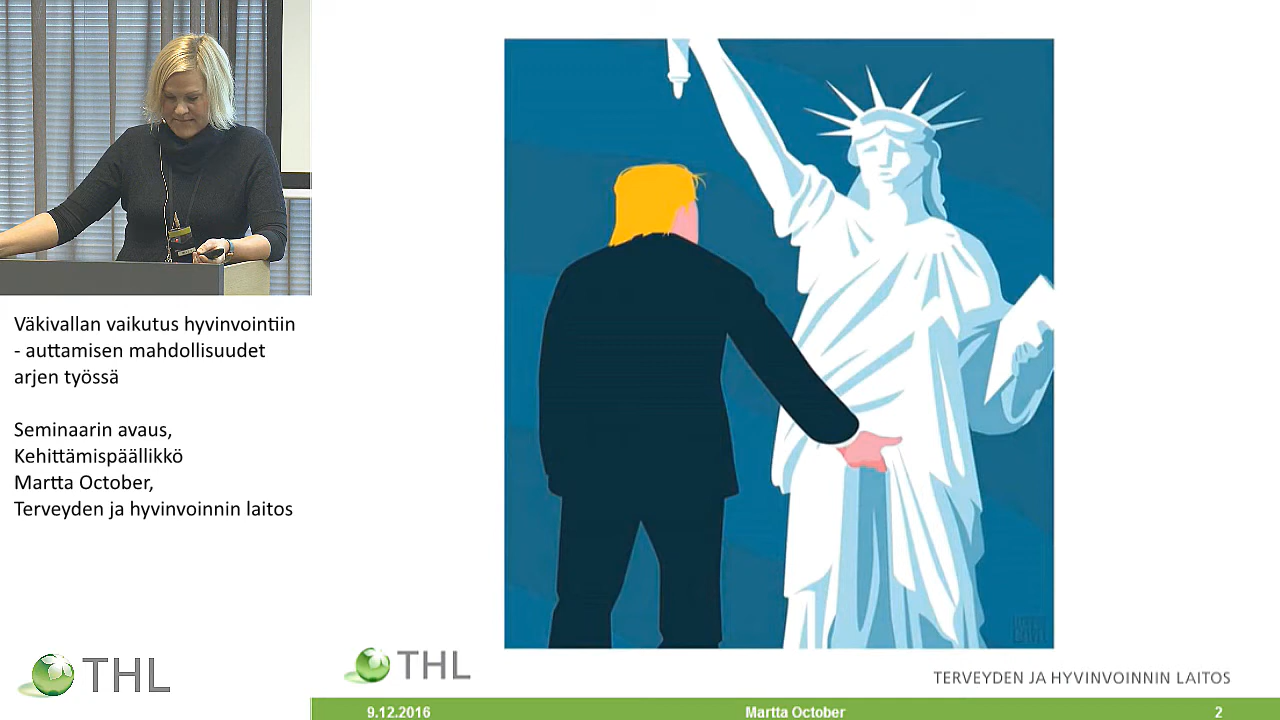 Väkivallan vaikutus hyvinvointiin
- auttamisen mahdollisuudet
arjen työssä
Seminaarin avaus,
Kehittämispäällikkö
Martta October,
Terveyden ja hyvinvoinnin laitos
THL
THL
TERVEYDEN JA HYVINVOINNIN LAITOS
9.12.2016 Martta October 2